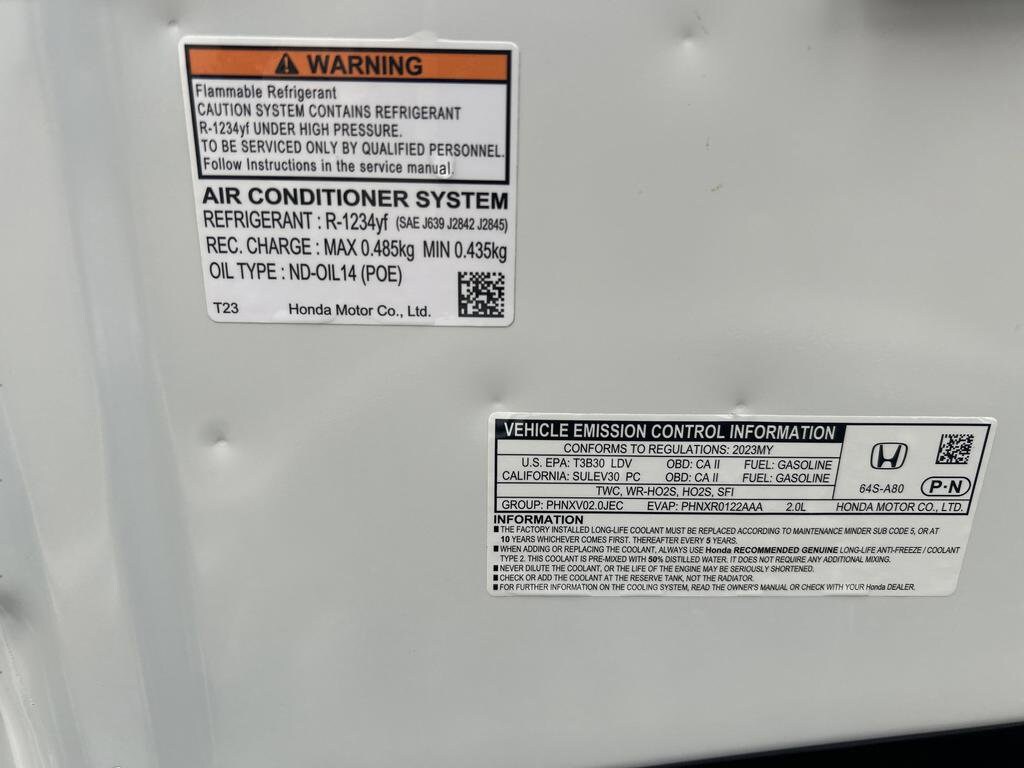 WARNING
Flammable Refrigerant
CAUTION SYSTEM CONTAINS REFRIGERANT
R-1234yf UNDER HIGH PRESSURE.
TO BE SERVICED ONLY BY QUALIFIED PERSONNEL.
Follow Instructions in the service manual.
AIR CONDITIONER SYSTEM
REFRIGERANT : R-1234yf (SAE J639 J2842 J2845)
REC. CHARGE : MAX 0.485kg MIN 0.435kg
OIL TYPE : ND-OIL14 (POE)
T23 Honda Motor Co., Ltd.
VEHICLE EMISSION CONTROL INFORMATION
CONFORMS TO REGULATIONS: 2023MY
U.S. EPA: T3B30 LDV OBD: CA II FUEL: GASOLINE
CALIFORNIA: SULEV30 PC OBD: CA II FUEL: GASOLINE
64S-A80 P·N
TWC, WR-HO2S, HO2S, SFI
GROUP: PHNXV02.0JEC EVAP: PHNXR0122AAA 2.0L HONDA MOTOR CO., LTD.
INFORMATION
■ THE FACTORY INSTALLED LONG-LIFE COOLANT MUST BE REPLACED ACCORDING TO MAINTENANCE MINDER SUB CODE 5, OR AT
10 YEARS WHICHEVER COMES FIRST. THEREAFTER EVERY 5 YEARS.
■ WHEN ADDING OR REPLACING THE COOLANT, ALWAYS USE Honda RECOMMENDED GENUINE LONG-LIFE ANTI-FREEZE / COOLANT
TYPE 2. THIS COOLANT IS PRE-MIXED WITH 50% DISTILLED WATER. IT DOES NOT REQUIRE ANY ADDITIONAL MIXING.
■ NEVER DILUTE THE COOLANT, OR THE LIFE OF THE ENGINE MAY BE SERIOUSLY SHORTENED.
■ CHECK OR ADD THE COOLANT AT THE RESERVE TANK, NOT THE RADIATOR.
■ FOR FURTHER INFORMATION ON THE COOLING SYSTEM, READ THE OWNER'S MANUAL OR CHECK WITH YOUR Honda DEALER.